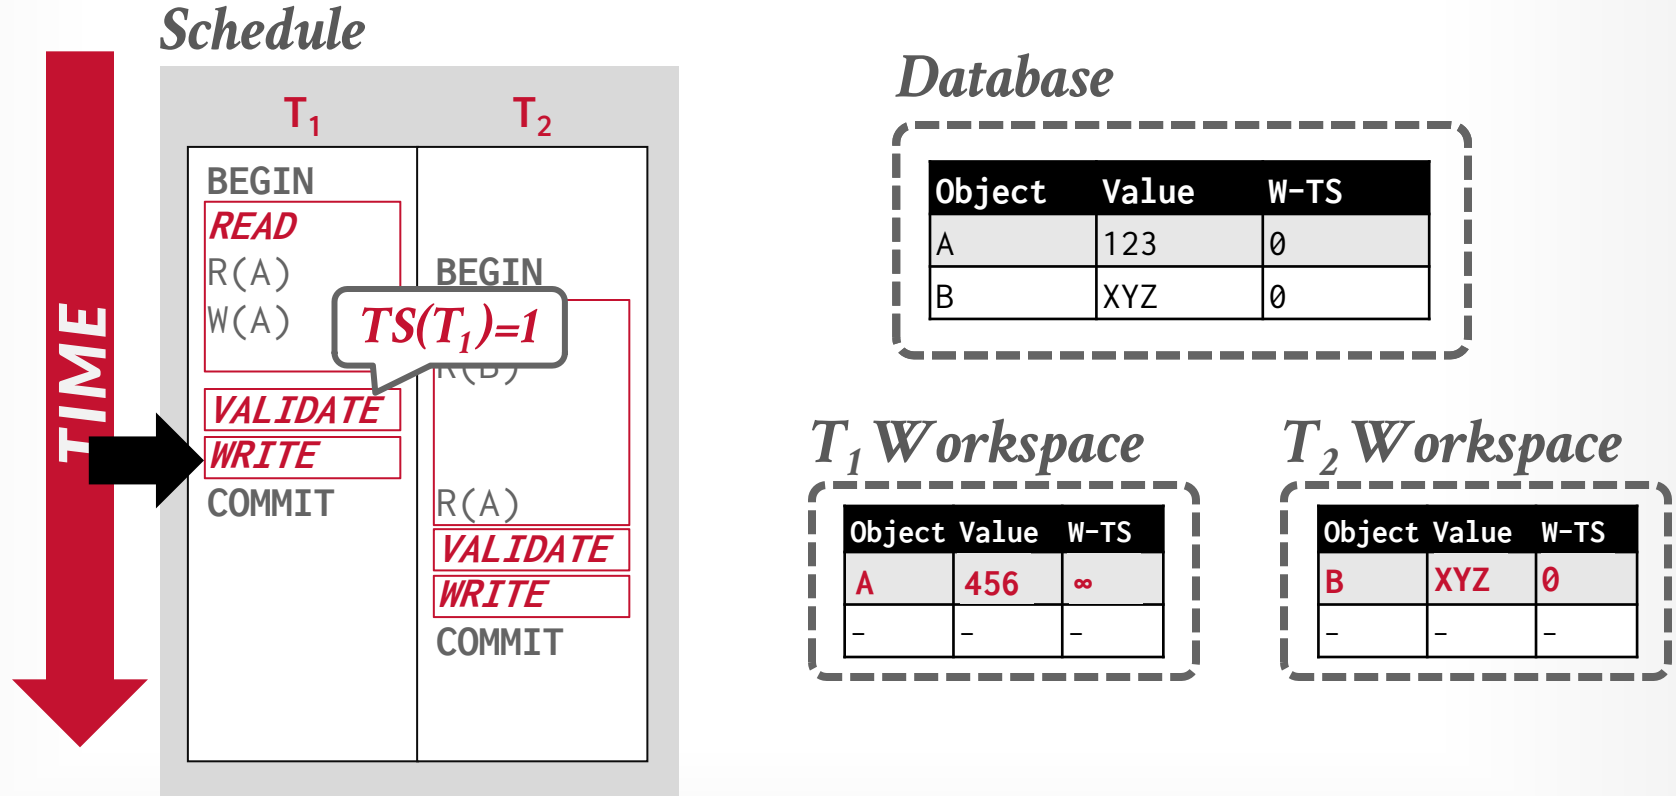 Schedule
TIME
T1 T2
BEGIN
READ
R(A) BEGIN
W(A)
TS(T1)=1
R(B)
VALIDATE
WRITE
COMMIT R(A)
VALIDATE
WRITE
COMMIT
Database
Object Value W-TS
A 123 0
B XYZ 0
T1 Workspace
Object Value W-TS
A 456 ∞
- - -
T2 Workspace
Object Value W-TS
B XYZ 0
- - -